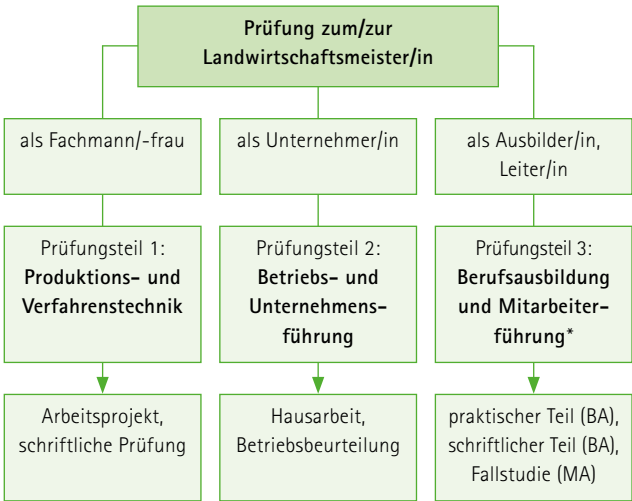 Prüfung zum/zur
Landwirtschaftsmeister/in
als Fachmann/-frau
als Unternehmer/in
als Ausbilder/in,
Leiter/in
Prüfungsteil 1:
Produktions- und
Verfahrenstechnik
Prüfungsteil 2:
Betriebs- und
Unternehmens-
führung
Prüfungsteil 3:
Berufsausbildung
und Mitarbeiter-
führung*
Arbeitsprojekt,
schriftliche Prüfung
Hausarbeit,
Betriebsbeurteilung
praktischer Teil (BA),
schriftlicher Teil (BA),
Fallstudie (MA)